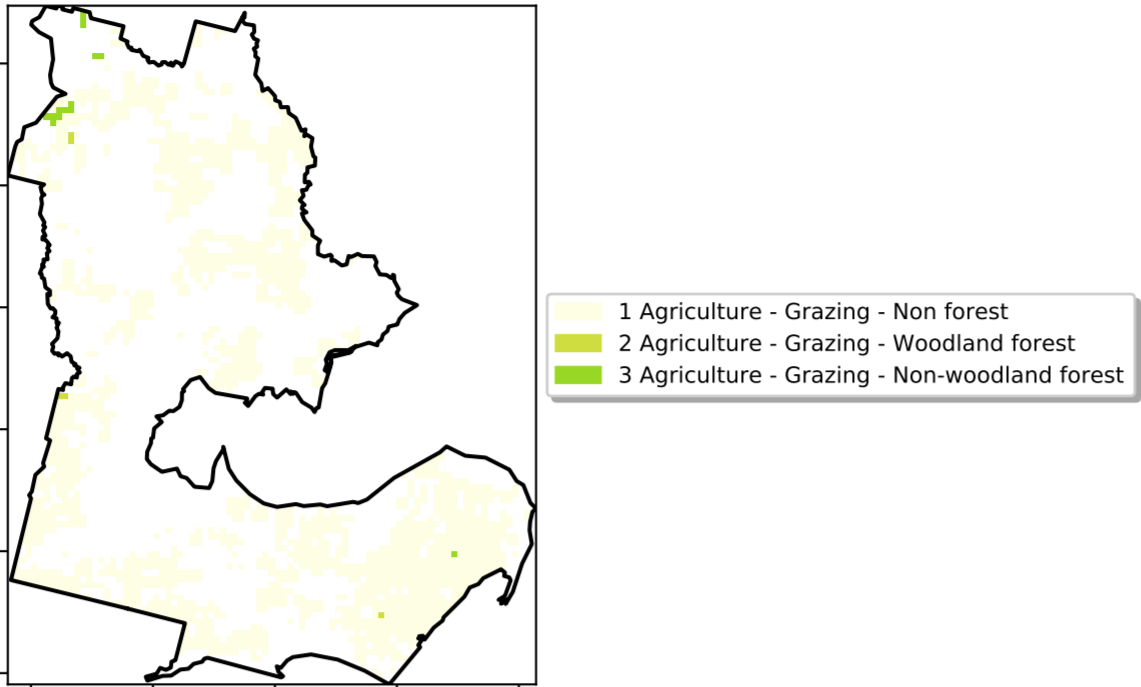 1 Agriculture - Grazing - Non forest
2 Agriculture - Grazing - Woodland forest
3 Agriculture - Grazing - Non-woodland forest